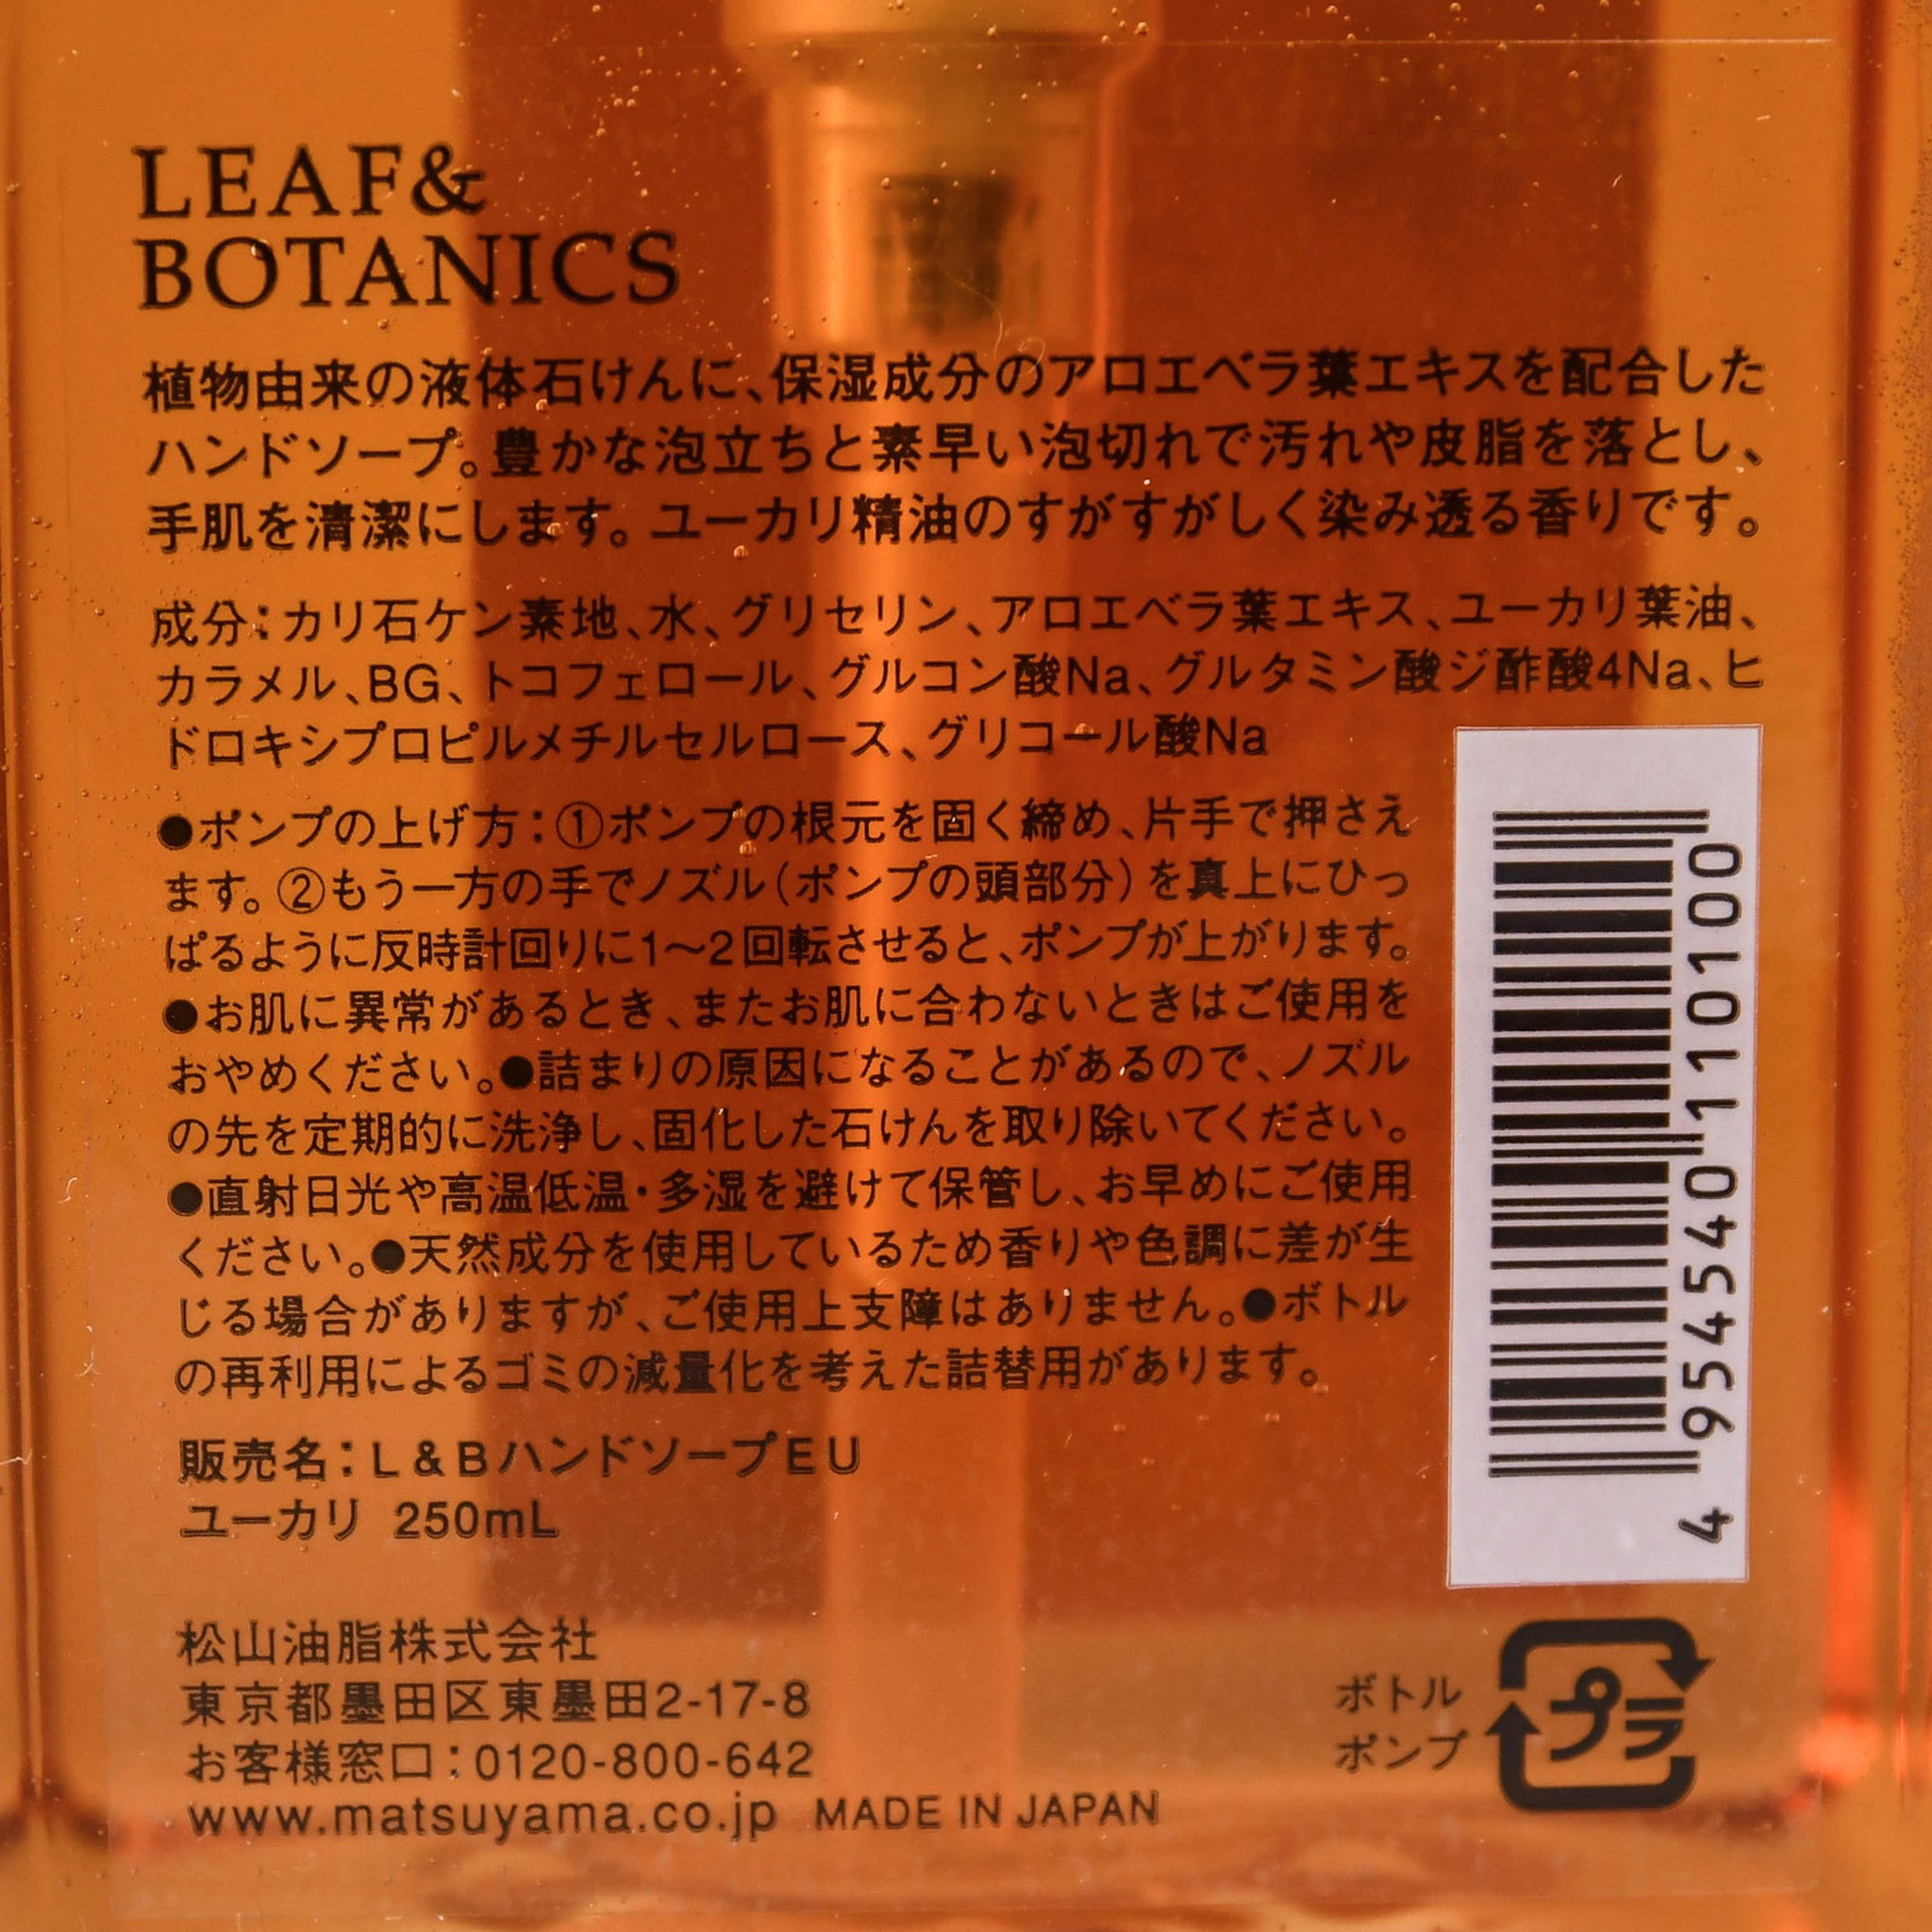 LEAF&
BOTANICS
植物由来の液体石けんに、保湿成分のアロエベラ葉エキスを配合した
ハンドソープ。豊かな泡立ちと素早い泡切れで汚れや皮脂を落とし、
手肌を清潔にします。ユーカリ精油のすがすがしく染み透る香りです。
成分：カリ石ケン素地、水、グリセリン、アロエベラ葉エキス、ユーカリ葉油、
カラメル、BG、トコフェロール、グルコン酸Na、グルタミン酸ジ酢酸4Na、ヒ
ドロキシプロピルメチルセルロース、グリコール酸Na
●ポンプの上げ方：①ポンプの根元を固く締め、片手で押さえ
ます。②もう一方の手でノズル（ポンプの頭部分）を真上にひっ
ぱるように反時計回りに1～2回転させると、ポンプが上がります。
●お肌に異常があるとき、またお肌に合わないときはご使用を
おやめください。●詰まりの原因になることがあるので、ノズル
の先を定期的に洗浄し、固化した石けんを取り除いてください。
●直射日光や高温低温・多湿を避けて保管し、お早めにご使用
ください。●天然成分を使用しているため香りや色調に差が生
じる場合がありますが、ご使用上支障はありません。●ボトル
の再利用によるゴミの減量化を考えた詰替用があります。
販売名：L&BハンドソープEU
ユーカリ 250mL
4 954540 110100
松山油脂株式会社
東京都墨田区東墨田2-17-8
お客様窓口：0120-800-642
www.matsuyama.co.jp MADE IN JAPAN
ボトル
ポンプ
プラ